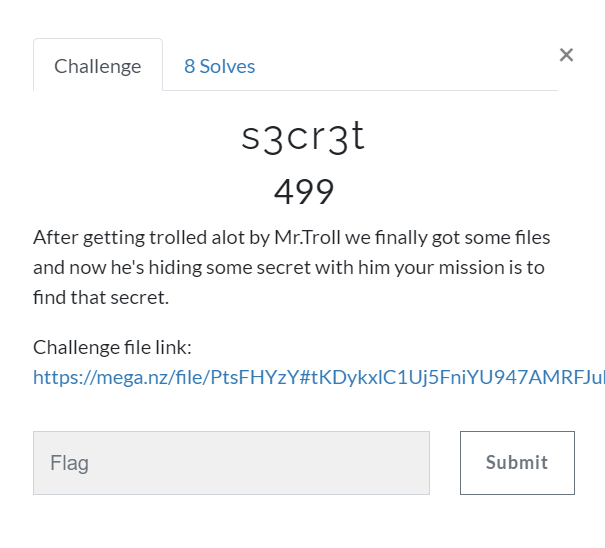 Challenge
8 Solves
×
s3cr3t
499
After getting trolled alot by Mr.Troll we finally got some files
and now he's hiding some secret with him your mission is to
find that secret.
Challenge file link:
https://mega.nz/file/PtsFHYzY#tKDykxIC1Uj5FniYU947AMRFJu
Flag
Submit